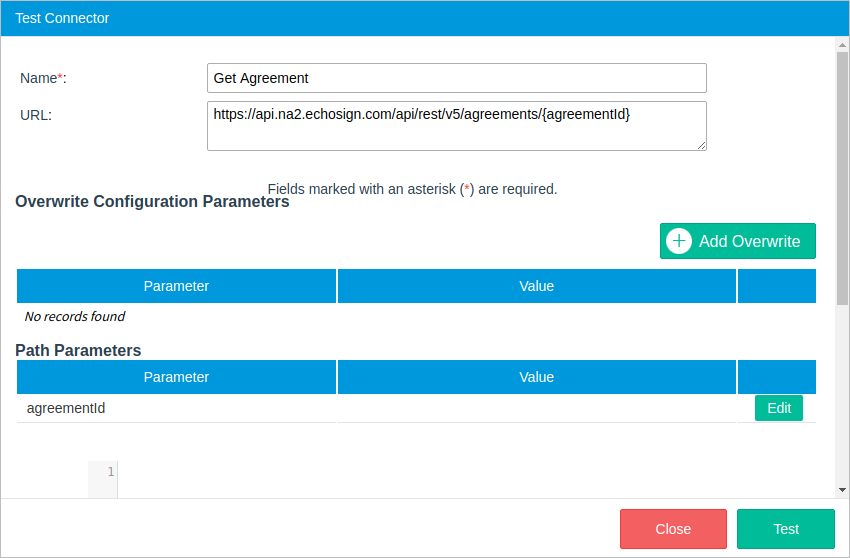 Test Connector
Name*:
Get Agreement
URL:
https://api.na2.echosign.com/api/rest/v5/agreements/{agreementId}
Fields marked with an asterisk (*) are required.
Overwrite Configuration Parameters
Add Overwrite
Parameter Value
No records found
Path Parameters
Parameter Value
agreementId Edit
1
Close Test